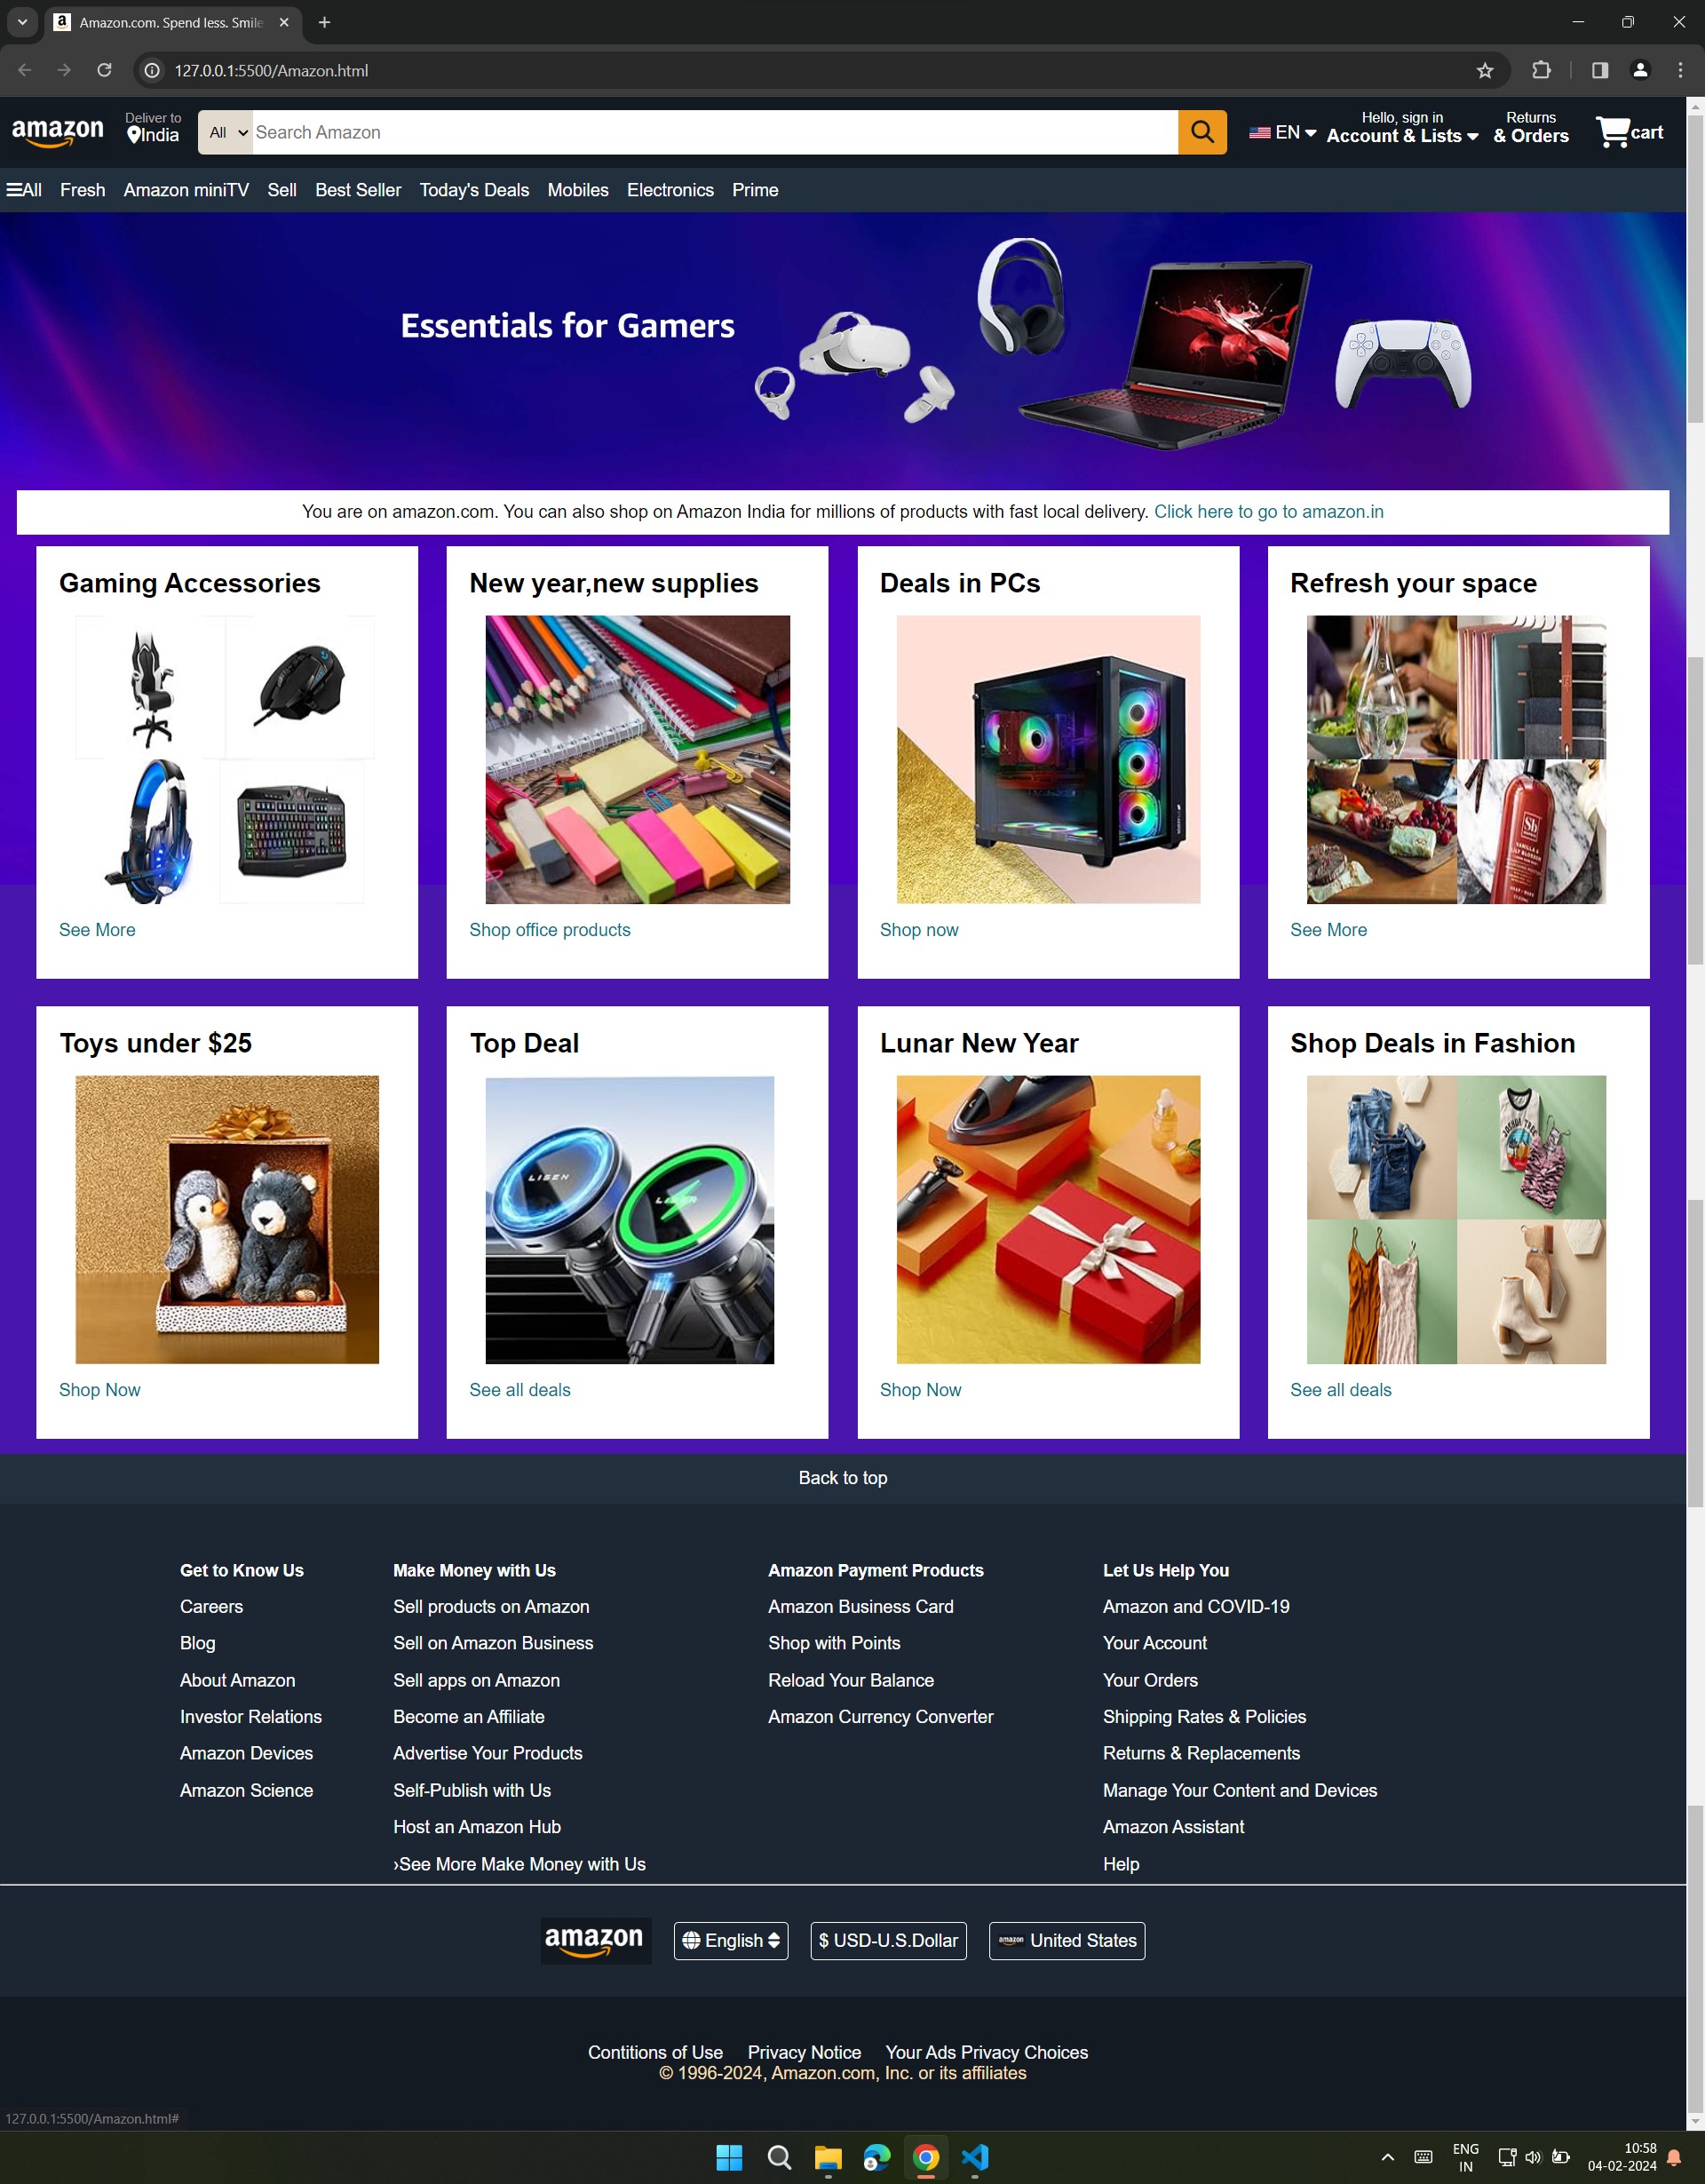 Amazon.com. Spend less. Smile
127.0.0.1:5500/Amazon.html
amazon
Deliver to
India
All
Search Amazon
EN
Hello, sign in
Account & Lists
Returns
& Orders
cart
All Fresh Amazon miniTV Sell Best Seller Today's Deals Mobiles Electronics Prime
Essentials for Gamers
You are on amazon.com. You can also shop on Amazon India for millions of products with fast local delivery. Click here to go to amazon.in
Gaming Accessories
See More
New year,new supplies
Shop office products
Deals in PCs
Shop now
Refresh your space
Sb
VANILLA &
See More
Toys under $25
Shop Now
Top Deal
LISEN
See all deals
Lunar New Year
Shop Now
Shop Deals in Fashion
JOSHUA TREE
See all deals
Back to top
Get to Know Us
Careers
Blog
About Amazon
Investor Relations
Amazon Devices
Amazon Science
Make Money with Us
Sell products on Amazon
Sell on Amazon Business
Sell apps on Amazon
Become an Affiliate
Advertise Your Products
Self-Publish with Us
Host an Amazon Hub
›See More Make Money with Us
Amazon Payment Products
Amazon Business Card
Shop with Points
Reload Your Balance
Amazon Currency Converter
Let Us Help You
Amazon and COVID-19
Your Account
Your Orders
Shipping Rates & Policies
Returns & Replacements
Manage Your Content and Devices
Amazon Assistant
Help
amazon
English
$ USD-U.S.Dollar
amazon United States
Contitions of Use Privacy Notice Your Ads Privacy Choices
© 1996-2024, Amazon.com, Inc. or its affiliates
127.0.0.1:5500/Amazon.html#
ENG
IN
10:58
04-02-2024